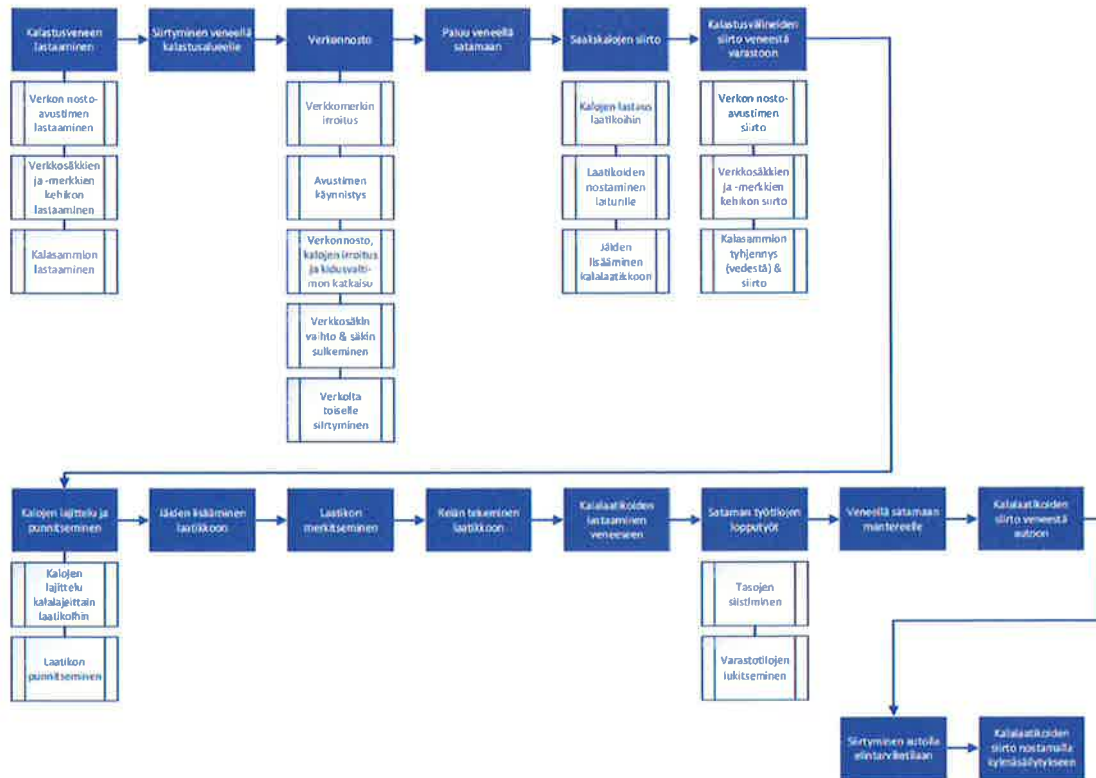 Kalastusveneen
lastaaminen
Siirtyminen veneellä
kalastusalueelle
Verkonnosto
Paluu veneellä
satamaan
Saaliskalojen siirto
Kalastusvälineiden
siirto veneestä
varastoon
Verkon nosto-
avustimen
lastaaminen
Verkkosäkkien
ja -merkkien
kehikon
lastaaminen
Kalasammion
lastaaminen
Verkkomerkin
irroitus
Avustimen
käynnistys
Verkonnosto,
kalojen irroitus
ja kidusvalti-
mon katkaisu
Verkkosäkin
vaihto & säkin
sulkeminen
Verkolta
toiselle
siirtyminen
Kalojen lastaus
laatikoihin
Laatikoiden
nostaminen
laiturille
Jäiden
lisääminen
kalalaatikkoon
Verkon nosto-
avustimen
siirto
Verkkosäkkien
ja -merkkien
kehikon siirto
Kalasammion
tyhjennys
(vedestä) &
siirto
Kalojen lajittelu ja
punnitseminen
Jäiden lisääminen
laatikkoon
Laatikon
merkitseminen
Reiän tekeminen
laatikkoon
Kalalaatikoiden
lastaaminen
veneeseen
Sataman työtilojen
lopputyöt
Veneellä satamaan
mantereelle
Kalalaatikoiden
siirto veneestä
autoon
Kalojen
lajittelu
kalalajeittain
laatikoihin
Laatikon
punnitseminen
Tasojen
siistiminen
Varastotilojen
lukitseminen
Siirtyminen autolla
elintarviketilaan
Kalalaatikoiden
siirto nostamalla
kylmäsäilytykseen